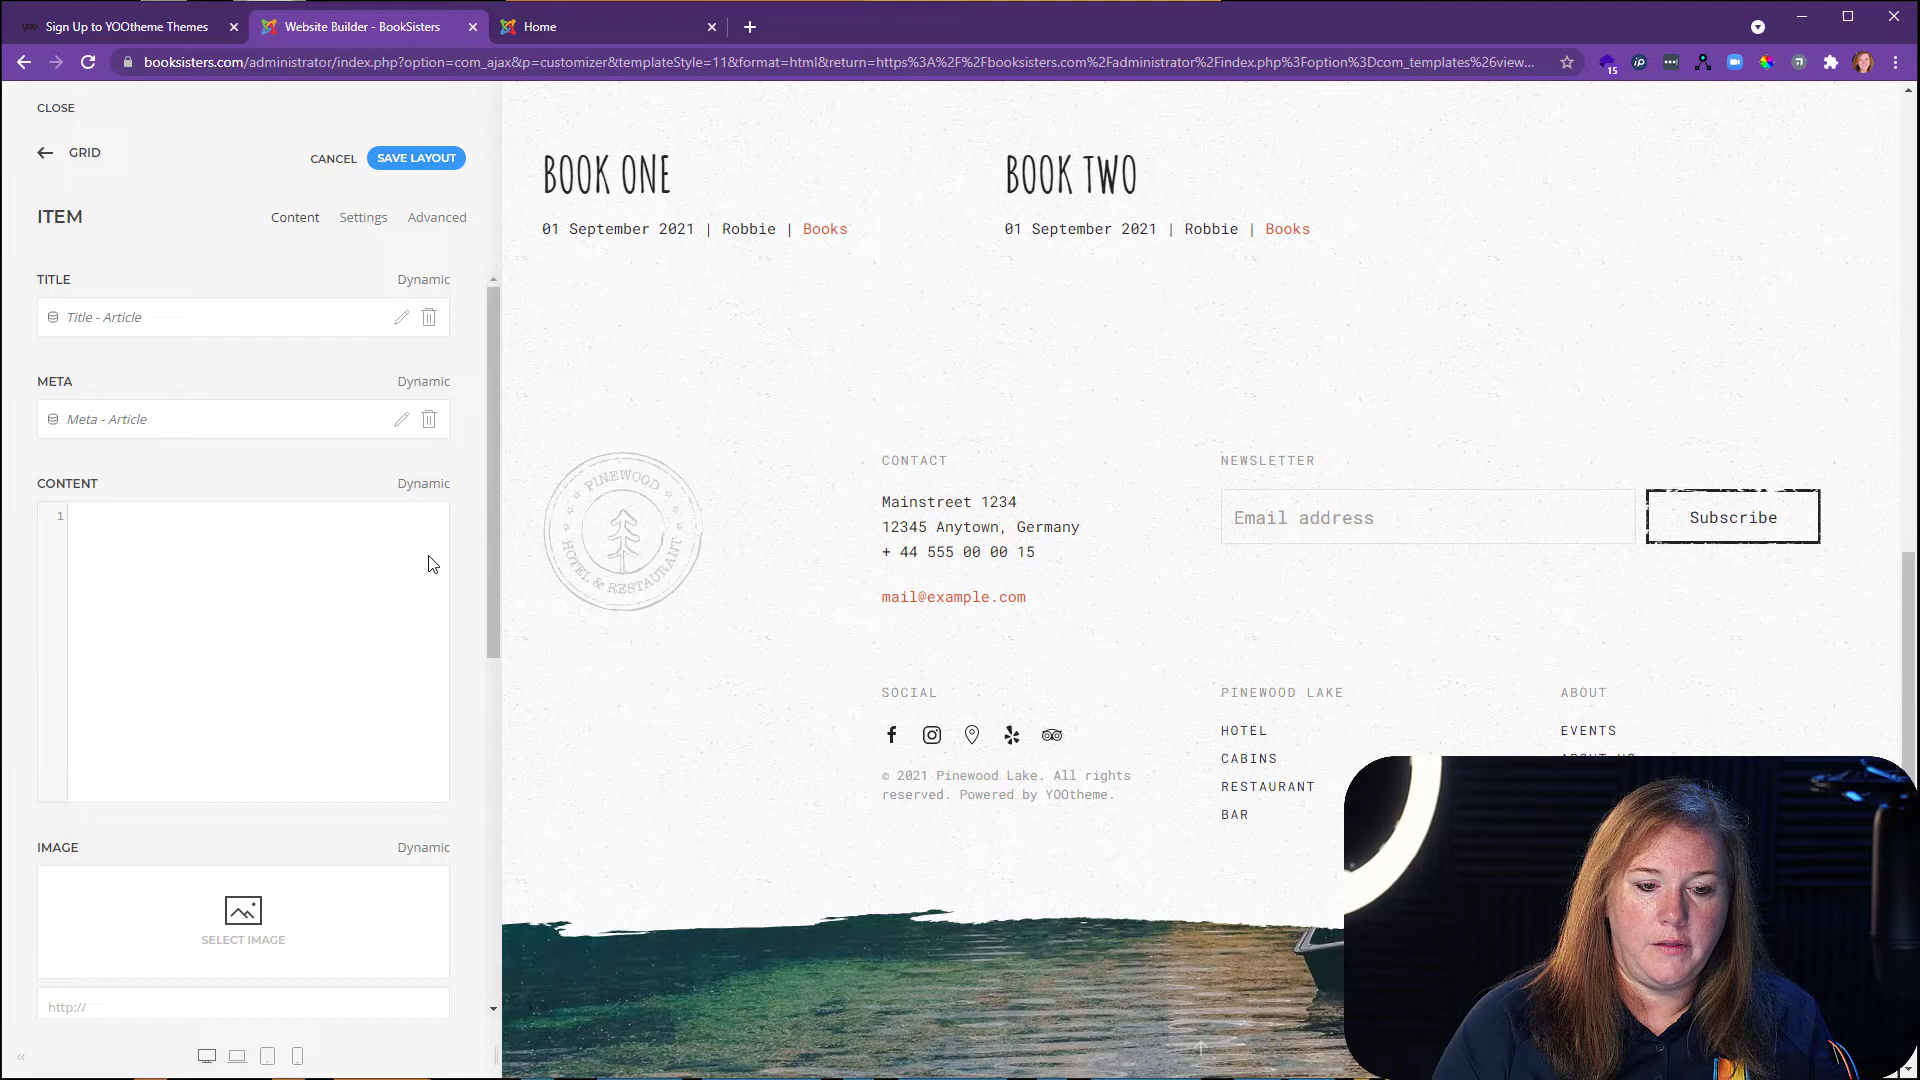 Sign Up to YOOtheme Themes
Website Builder - BookSisters
Home
booksisters.com/administrator/index.php?option=com_ajax&p=customizer&templateStyle=11&format=html&return=https%3A%2F%2Fbooksisters.com%2Fadministrator%2Findex.php%3Foption%3Dcom_templates%26view...
15
CLOSE
GRID
CANCEL
SAVE LAYOUT
ITEM
Content
Settings
Advanced
TITLE
Dynamic
Title - Article
META
Dynamic
Meta - Article
CONTENT
Dynamic
1
IMAGE
Dynamic
SELECT IMAGE
http://
BOOK ONE
01 September 2021 | Robbie | Books
BOOK TWO
01 September 2021 | Robbie | Books
PINEWOOD
HOTEL & RESTAURANT
CONTACT
Mainstreet 1234
12345 Anytown, Germany
+ 44 555 00 00 15
mail@example.com
NEWSLETTER
Email address
Subscribe
SOCIAL
© 2021 Pinewood Lake. All rights
reserved. Powered by YOOtheme.
PINEWOOD LAKE
HOTEL
CABINS
RESTAURANT
BAR
ABOUT
EVENTS